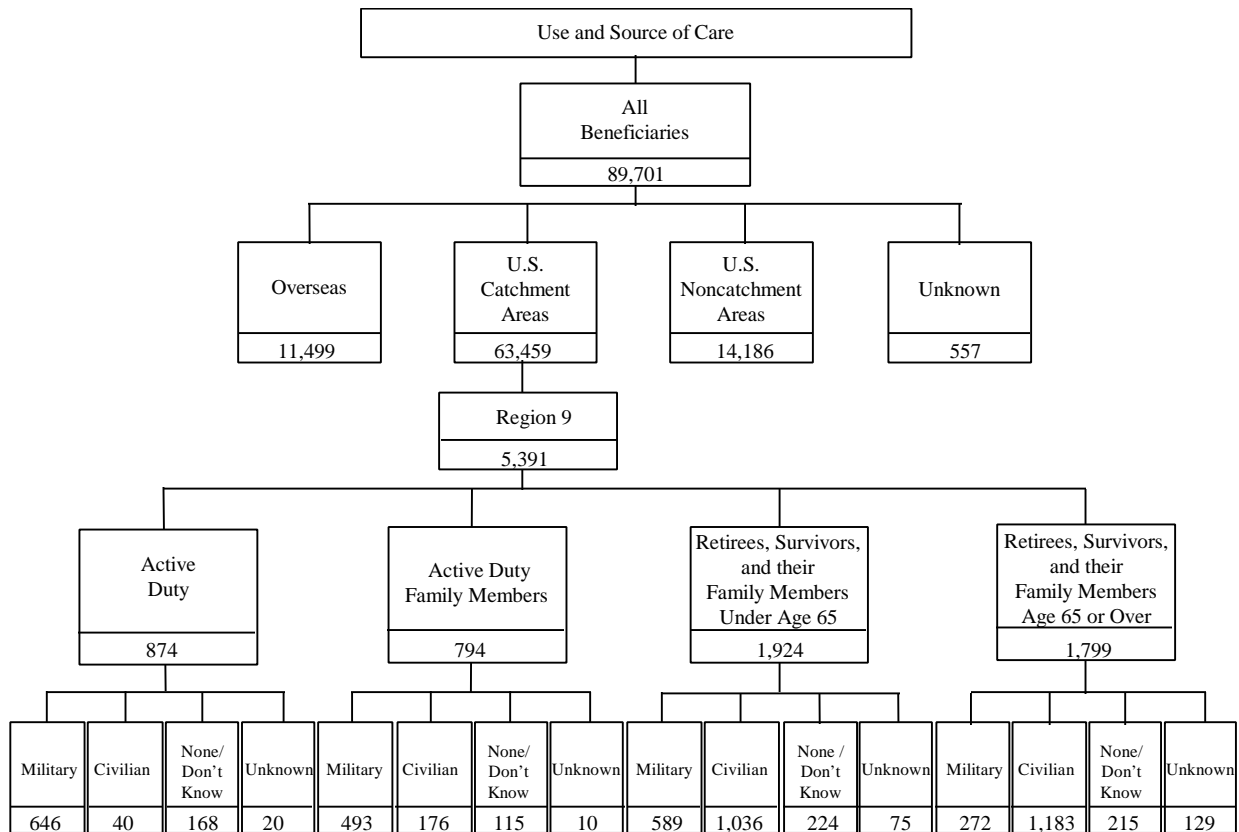 Use and Source of Care
All
Beneficiaries
89,701
Overseas
11,499
U.S.
Catchment
Areas
63,459
U.S.
Noncatchment
Areas
14,186
Unknown
557
Region 9
5,391
Active
Duty
874
Active Duty
Family Members
794
Retirees, Survivors,
and their
Family Members
Under Age 65
1,924
Retirees, Survivors,
and their
Family Members
Age 65 or Over
1,799
Military
646
Civilian
40
None/
Don't
Know
168
Unknown
20
Military
493
Civilian
176
None/
Don't
Know
115
Unknown
10
Military
589
Civilian
1,036
None /
Don't
Know
224
Unknown
75
Military
272
Civilian
1,183
None/
Don't
Know
215
Unknown
129